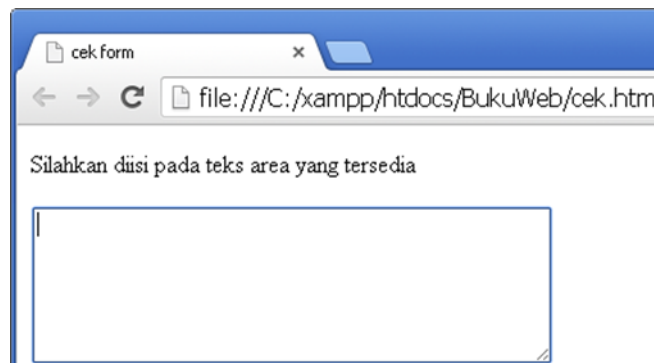 cek form
file:///C:/xampp/htdocs/BukuWeb/cek.htm
Silahkan diisi pada teks area yang tersedia